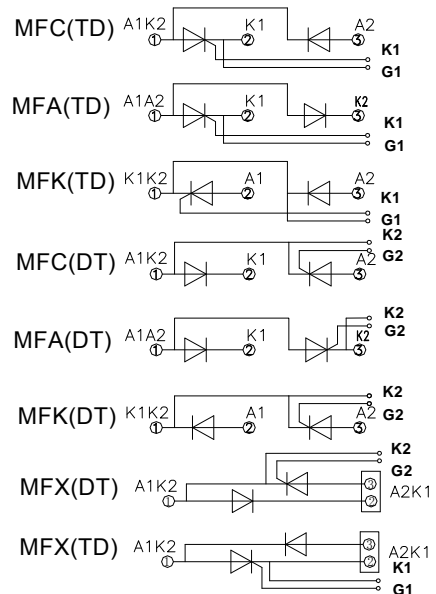 MFC(TD) A1K2 K1 A2
1 2 3
K1
G1
MFA(TD) A1A2 K1 K2
1 2 3
K1
G1
MFK(TD) K1K2 A1 A2
1 2 3
K1
G1
K2
MFC(DT) A1K2 K1 G2 A2
1 2 3
K2
G2
MFA(DT) A1A2 K1 K2
1 2 3
K2
MFK(DT) K1K2 A1 G2 A2
1 2 3
K2
G2
MFX(DT) A1K2 3 A2K1
1 2
MFX(TD) A1K2 3 A2K1
1 2
K1
G1